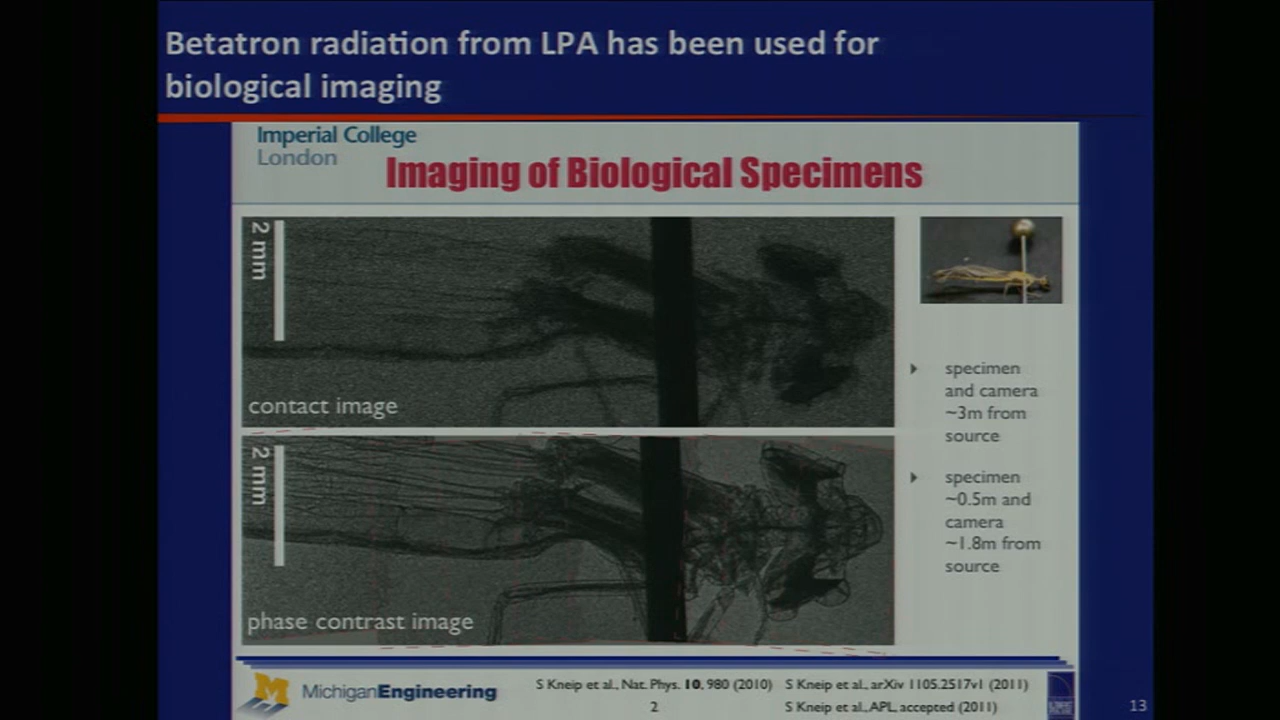 Betatron radiation from LPA has been used for
biological imaging
Imperial College
London
Imaging of Biological Specimens
2 mm
contact image
2 mm
phase contrast image
specimen
and camera
~3m from
source
specimen
~0.5m and
camera
~1.8m from
source
M
MichiganEngineering
S Kneip et al., Nat. Phys. 10, 980 (2010)
S Kneip et al., arXiv 1105.2517v1 (2011)
2
S Kneip et al., APL, accepted (2011)
13